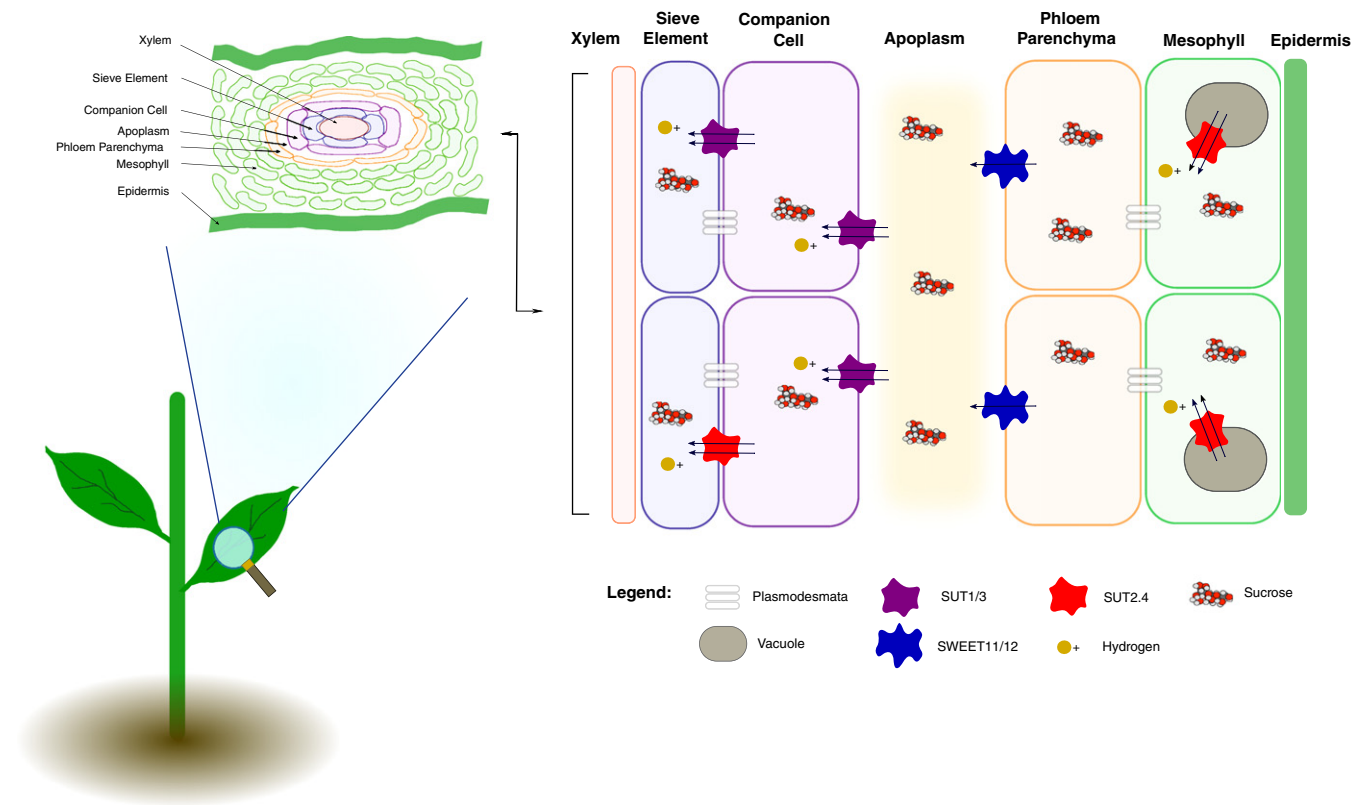 Xylem
Sieve Element
Companion Cell
Apoplasm
Phloem Parenchyma
Mesophyll
Epidermis
Xylem
Sieve
Element
Companion
Cell
Apoplasm
Phloem
Parenchyma
Mesophyll
Epidermis
+
+
+
+
+
+
Legend:
Plasmodesmata
SUT1/3
SUT2.4
Sucrose
Vacuole
SWEET11/12
+
Hydrogen